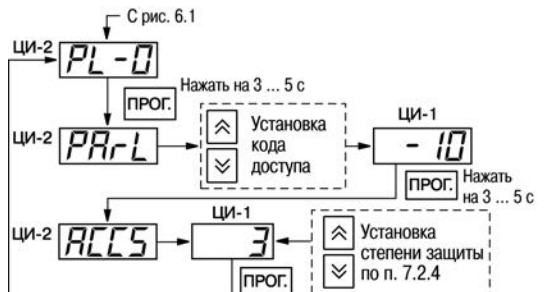 С рис. 6.1
ЦИ-2
PL-0
Нажать на 3 ... 5 с
ПРОГ.
ЦИ-2
PArL
Установка
кода
доступа
ЦИ-1
- 10
ПРОГ.
Нажать
на 3 ... 5 с
ЦИ-2
ACCS
ЦИ-1
3
Установка
степени защиты
по п. 7.2.4
ПРОГ.